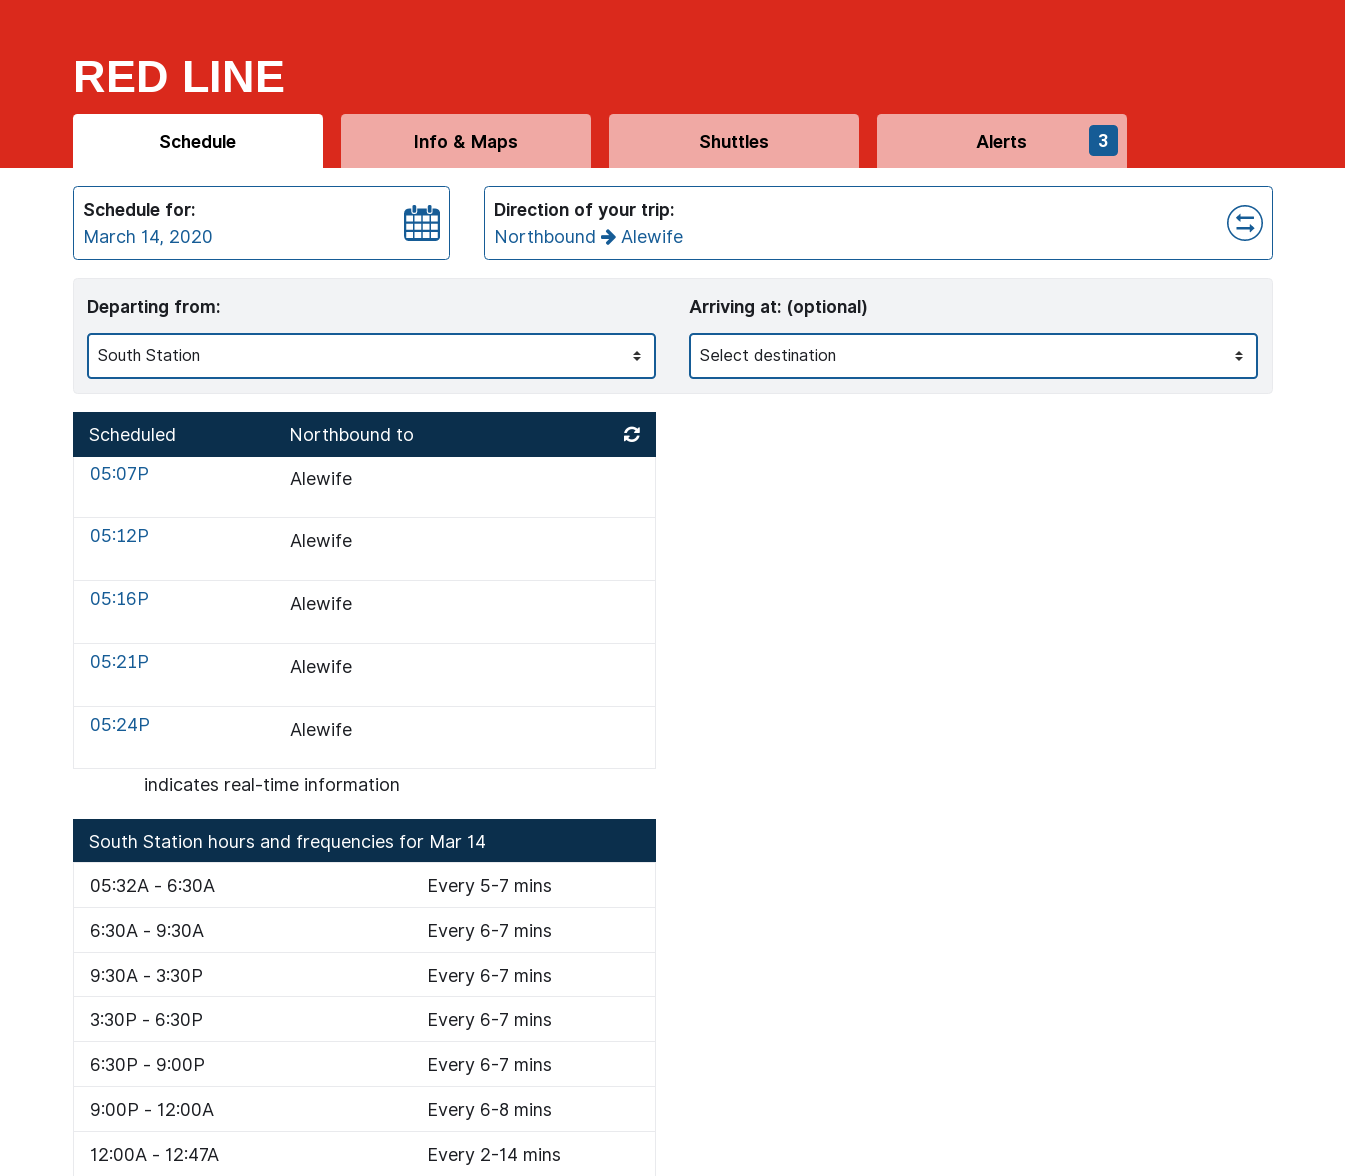 RED LINE
Schedule
Info & Maps
Shuttles
Alerts
3
Schedule for:
March 14, 2020
Direction of your trip:
Northbound → Alewife
Departing from:
South Station
Arriving at: (optional)
Select destination
Scheduled Northbound to
05:07P Alewife
05:12P Alewife
05:16P Alewife
05:21P Alewife
05:24P Alewife
indicates real-time information
South Station hours and frequencies for Mar 14
05:32A - 6:30A Every 5-7 mins
6:30A - 9:30A Every 6-7 mins
9:30A - 3:30P Every 6-7 mins
3:30P - 6:30P Every 6-7 mins
6:30P - 9:00P Every 6-7 mins
9:00P - 12:00A Every 6-8 mins
12:00A - 12:47A Every 2-14 mins